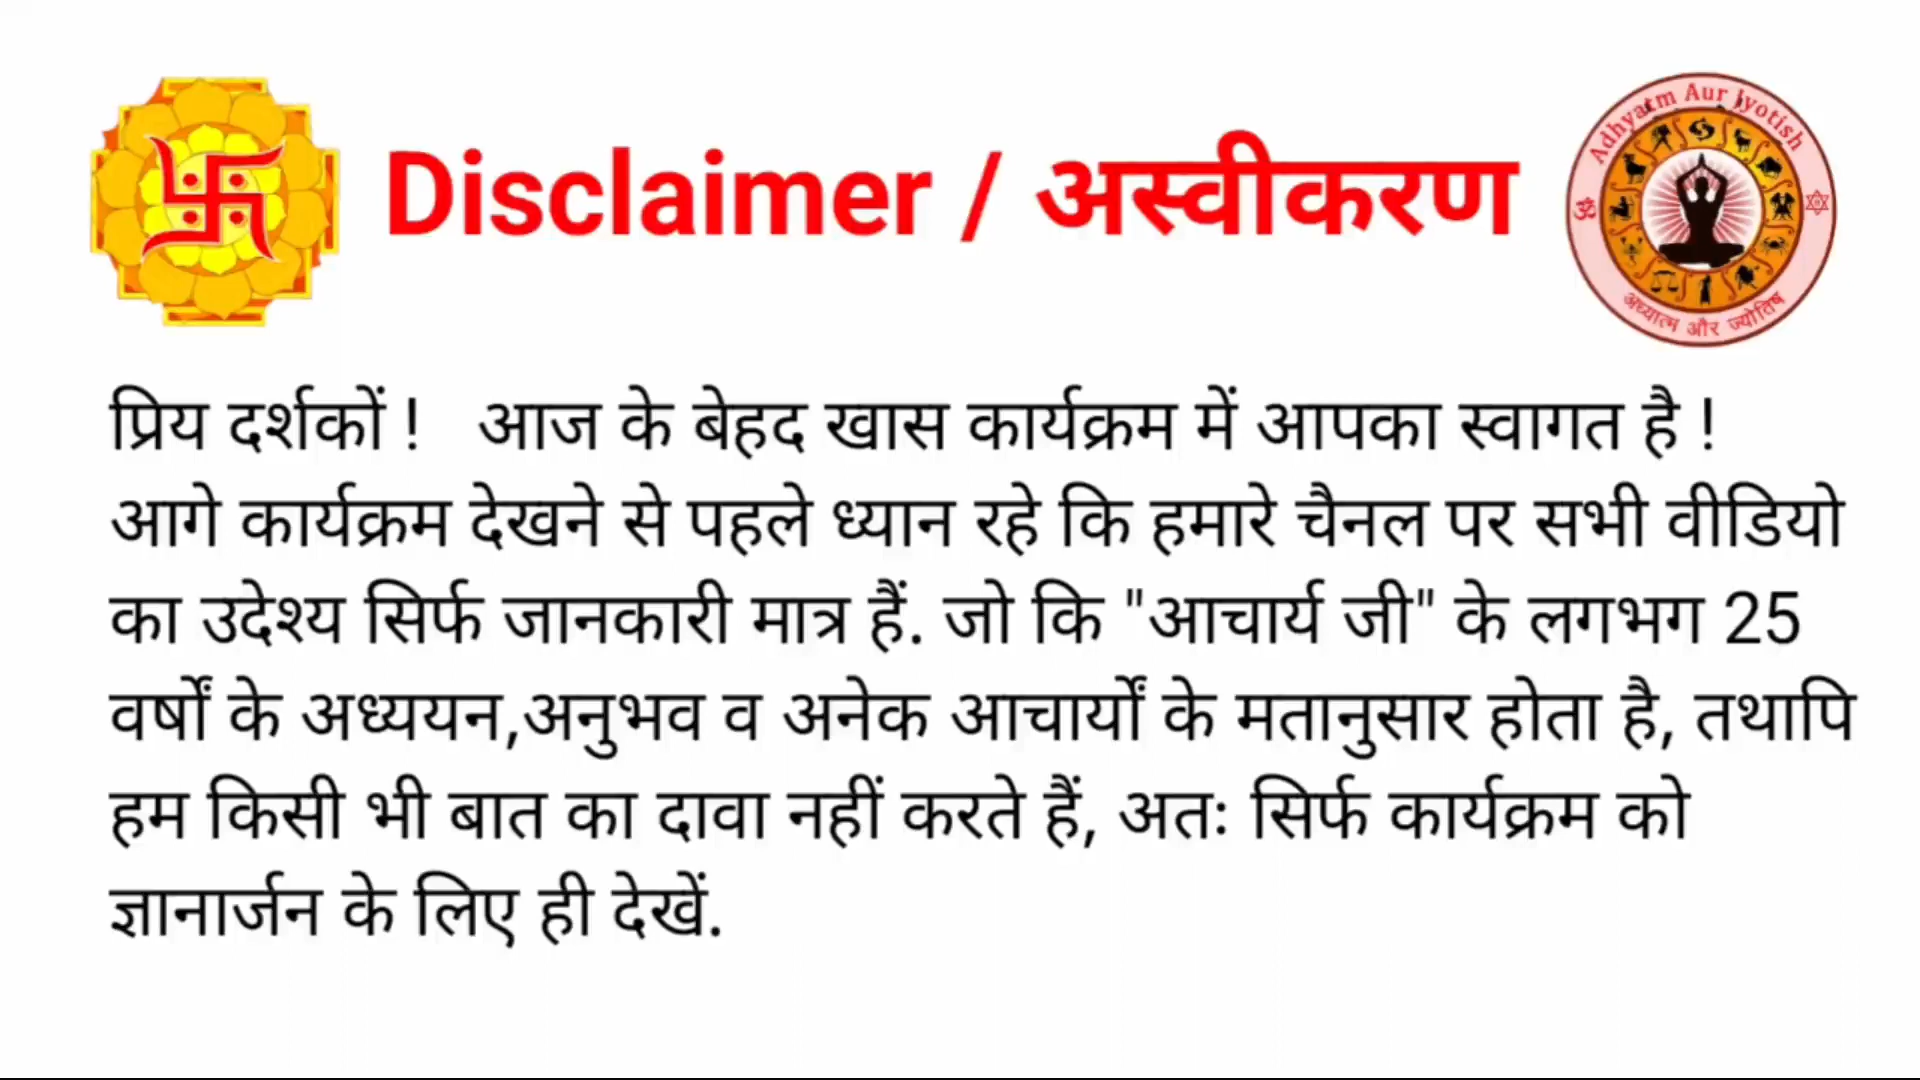 Disclaimer / अस्वीकरण
Adhyatm Aur Jyotish
ॐ
अध्यात्म और ज्योतिष
प्रिय दर्शकों ! आज के बेहद खास कार्यक्रम में आपका स्वागत है !
आगे कार्यक्रम देखने से पहले ध्यान रहे कि हमारे चैनल पर सभी वीडियो
का उदेश्य सिर्फ जानकारी मात्र हैं. जो कि "आचार्य जी" के लगभग 25
वर्षों के अध्ययन,अनुभव व अनेक आचार्यों के मतानुसार होता है, तथापि
हम किसी भी बात का दावा नहीं करते हैं, अतः सिर्फ कार्यक्रम को
ज्ञानार्जन के लिए ही देखें.